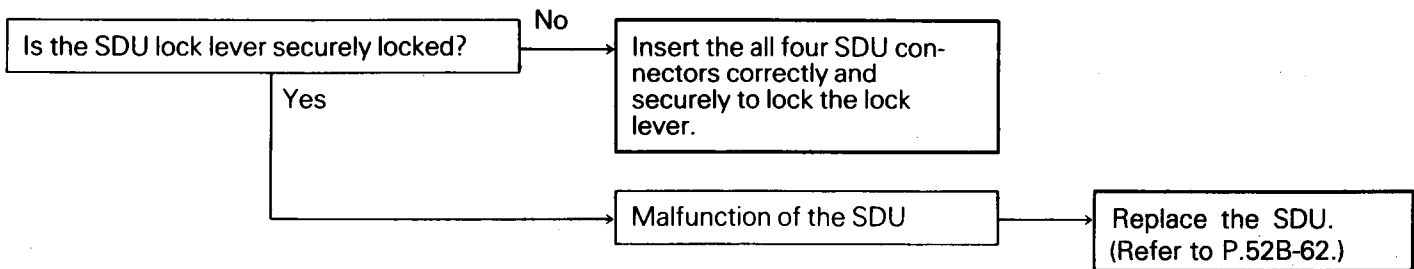 Is the SDU lock lever securely locked?
No
Insert the all four SDU con-
nectors correctly and
securely to lock the lock
lever.
Yes
Malfunction of the SDU
Replace the SDU.
(Refer to P.52B-62.)